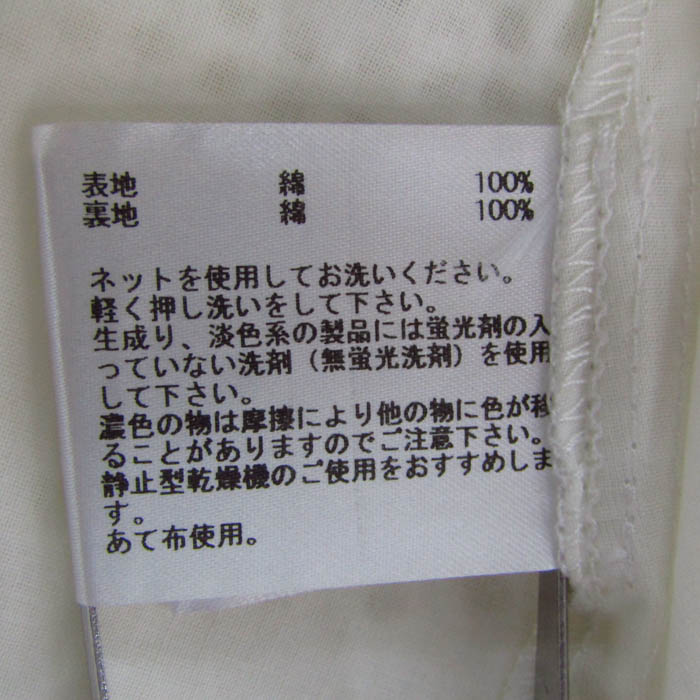 表地 綿 100%
裏地 綿 100%
ネットを使用してお洗いください。
軽く押し洗いをして下さい。
生成り、淡色系の製品には蛍光剤の入
っていない洗剤（無蛍光洗剤）を使用
して下さい。
濃色の物は摩擦により他の物に色が移
ることがありますのでご注意下さい。
静止型乾燥機のご使用をおすすめしま
す。
あて布使用。